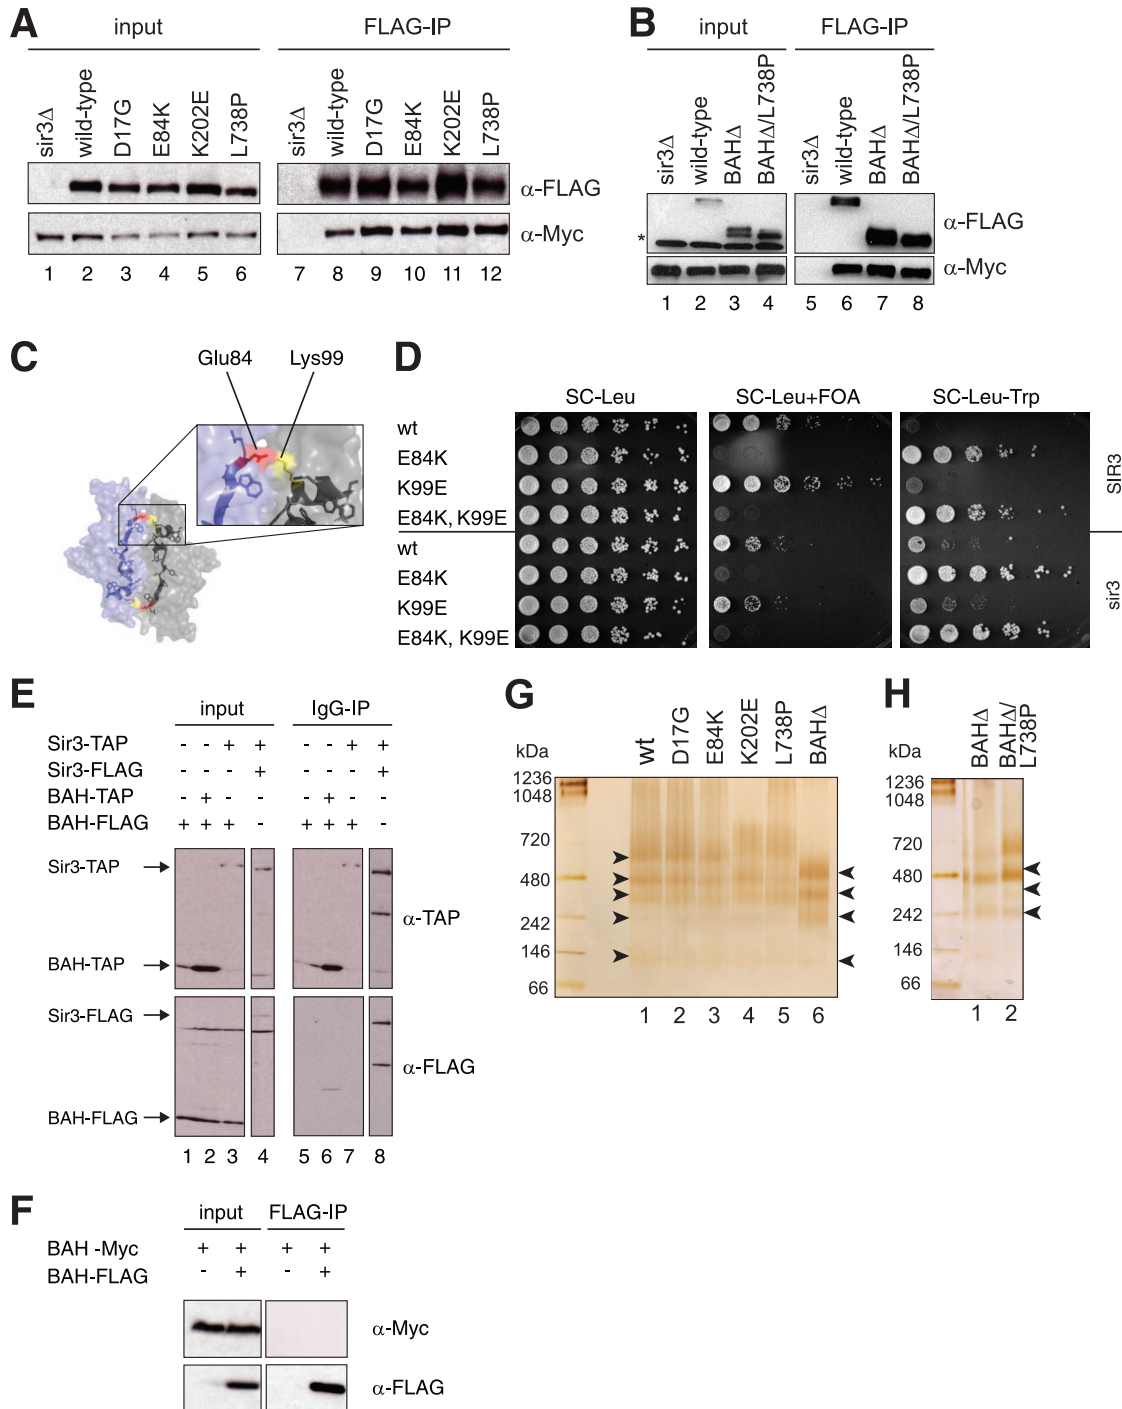 A
input
FLAG-IP
sir3Δ
wild-type
D17G
E84K
K202E
L738P
sir3Δ
wild-type
D17G
E84K
K202E
L738P
α-FLAG
α-Myc
1 2 3 4 5 6 7 8 9 10 11 12
B
input
FLAG-IP
sir3Δ
wild-type
BAHΔ
BAHΔ/L738P
sir3Δ
wild-type
BAHΔ
BAHΔ/L738P
α-FLAG
*
α-Myc
1 2 3 4 5 6 7 8
C
Glu84 Lys99
D
SC-Leu SC-Leu+FOA SC-Leu-Trp
wt
E84K
K99E
E84K, K99E
SIR3
wt
E84K
K99E
E84K, K99E
sir3
E
input IgG-IP
Sir3-TAP - - + + - - + +
Sir3-FLAG - - - + - - - +
BAH-TAP - + - - - + - -
BAH-FLAG + + + - + + + -
Sir3-TAP
α-TAP
BAH-TAP
Sir3-FLAG
α-FLAG
BAH-FLAG
1 2 3 4 5 6 7 8
F
input FLAG-IP
BAH -Myc + + + +
BAH-FLAG - + - +
α-Myc
α-FLAG
G
kDa
wt
D17G
E84K
K202E
L738P
BAHΔ
1236
1048
720
480
242
146
66
1 2 3 4 5 6
H
kDa
BAHΔ
BAHΔ/
L738P
1236
1048
720
480
242
146
66
1 2